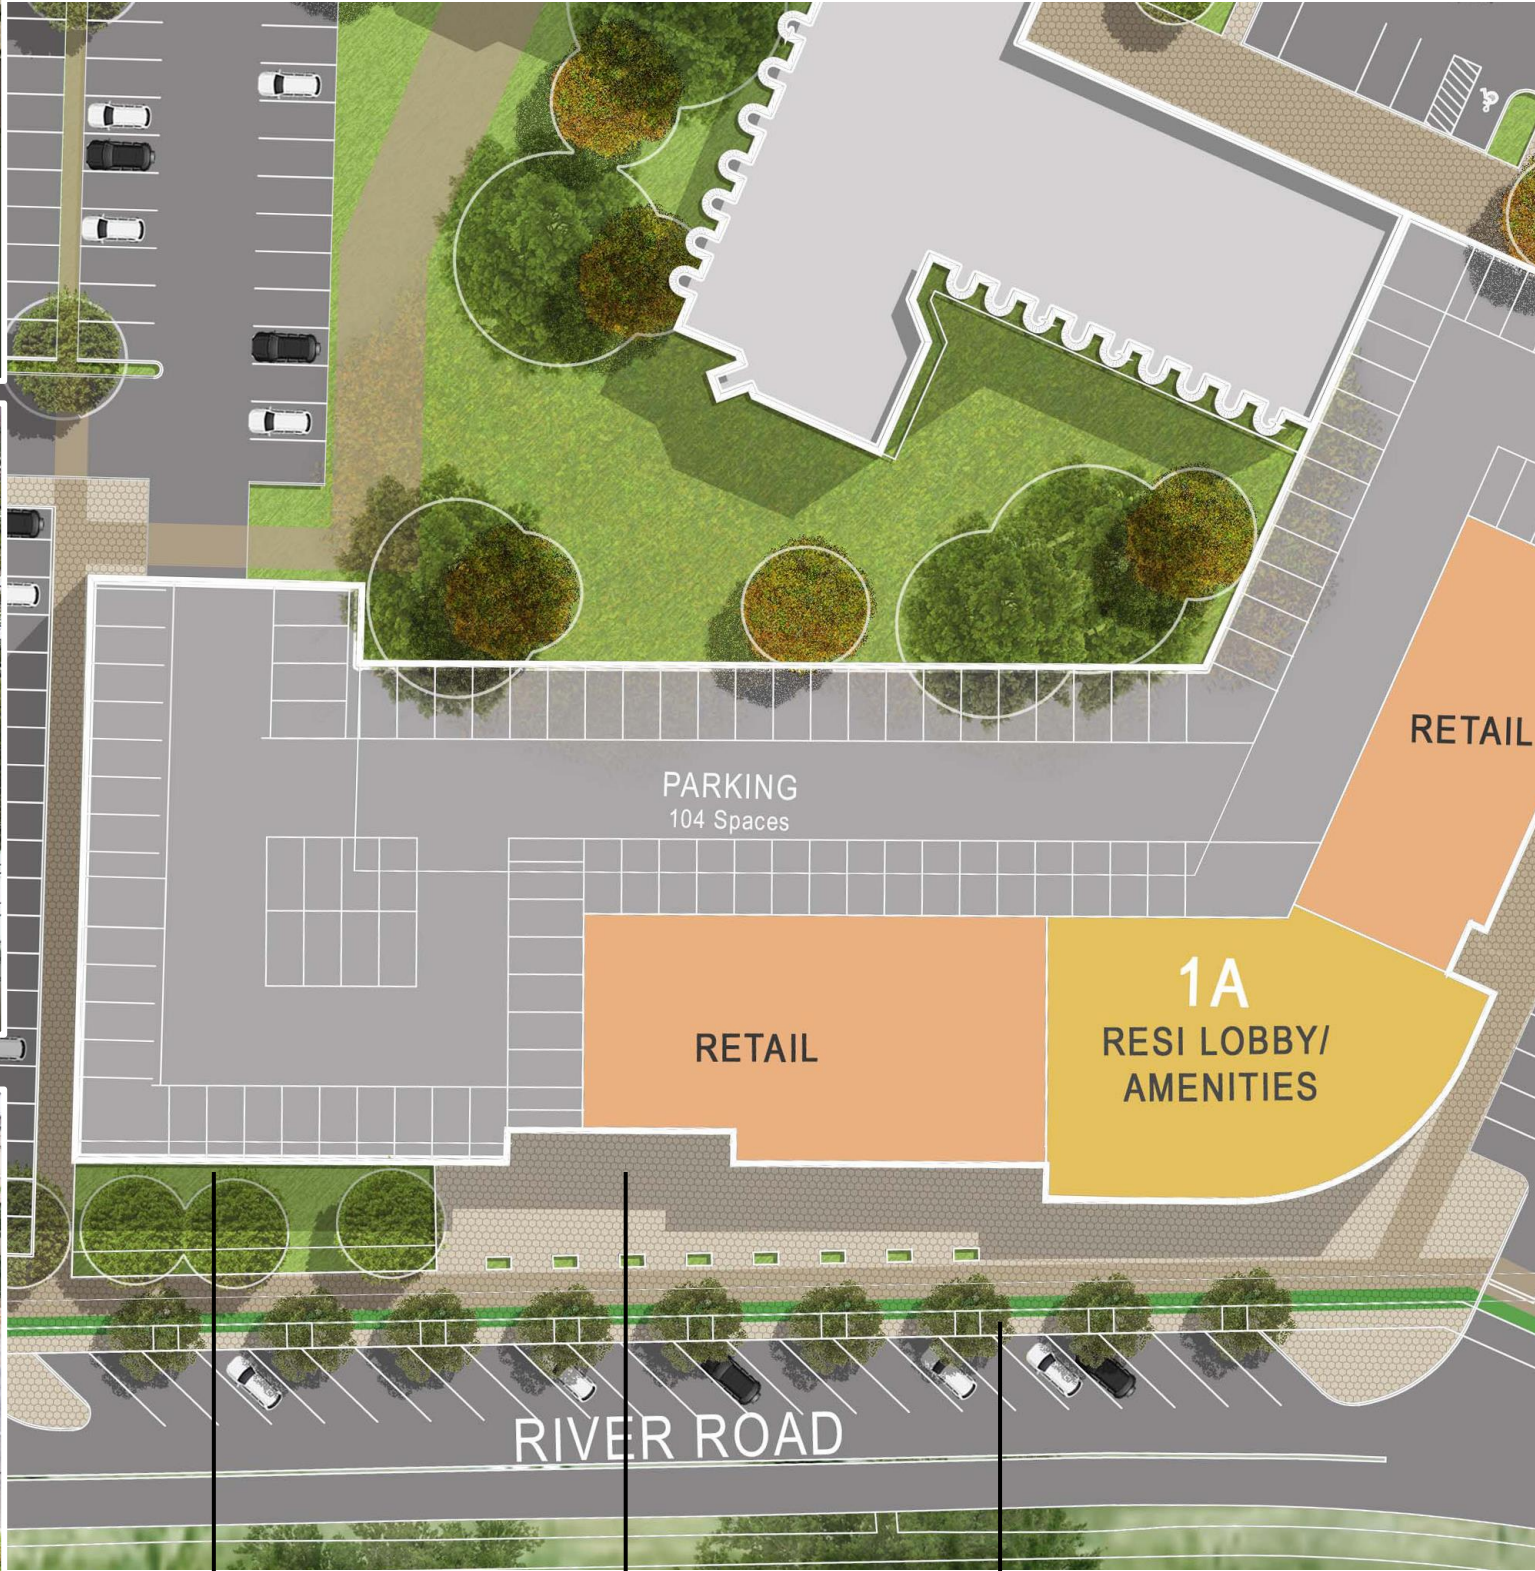 RETAIL
PARKING
104 Spaces
1A
RESI LOBBY/
AMENITIES
RETAIL
RIVER ROAD